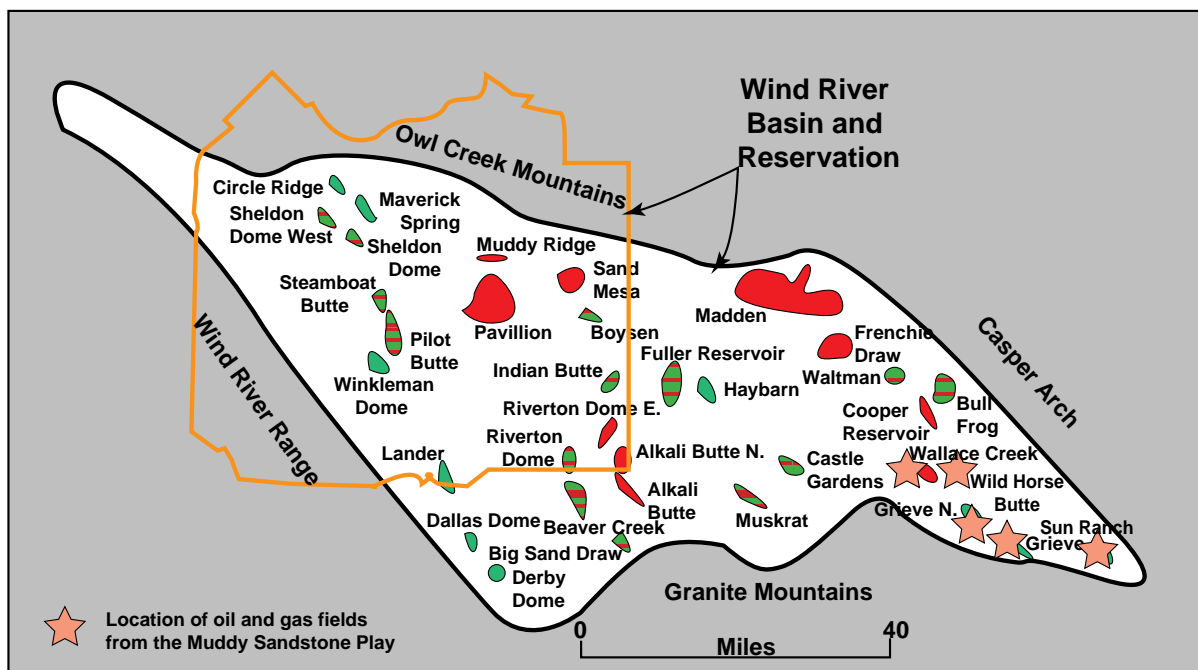 Wind River
Basin and
Reservation
Owl Creek Mountains
Circle Ridge
Maverick
Spring
Sheldon
Dome West
Sheldon
Dome
Muddy Ridge
Sand
Mesa
Steamboat
Butte
Pavillion
Boysen
Madden
Casper Arch
Wind River Range
Pilot
Butte
Winkleman
Dome
Indian Butte
Fuller Reservoir
Haybarn
Frenchie
Draw
Waltman
Bull
Frog
Cooper
Reservoir
Riverton Dome E.
Riverton
Dome
Alkali Butte N.
Lander
Castle
Gardens
Wallace Creek
Wild Horse
Butte
Alkali
Butte
Muskrat
Grieve N.
Sun Ranch
Grieve
Dallas Dome
Beaver Creek
Big Sand Draw
Derby
Dome
Granite Mountains
Location of oil and gas fields
from the Muddy Sandstone Play
0 40
Miles